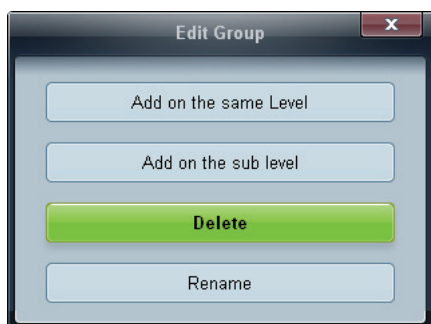 Edit Group
x
Add on the same Level
Add on the sub level
Delete
Rename